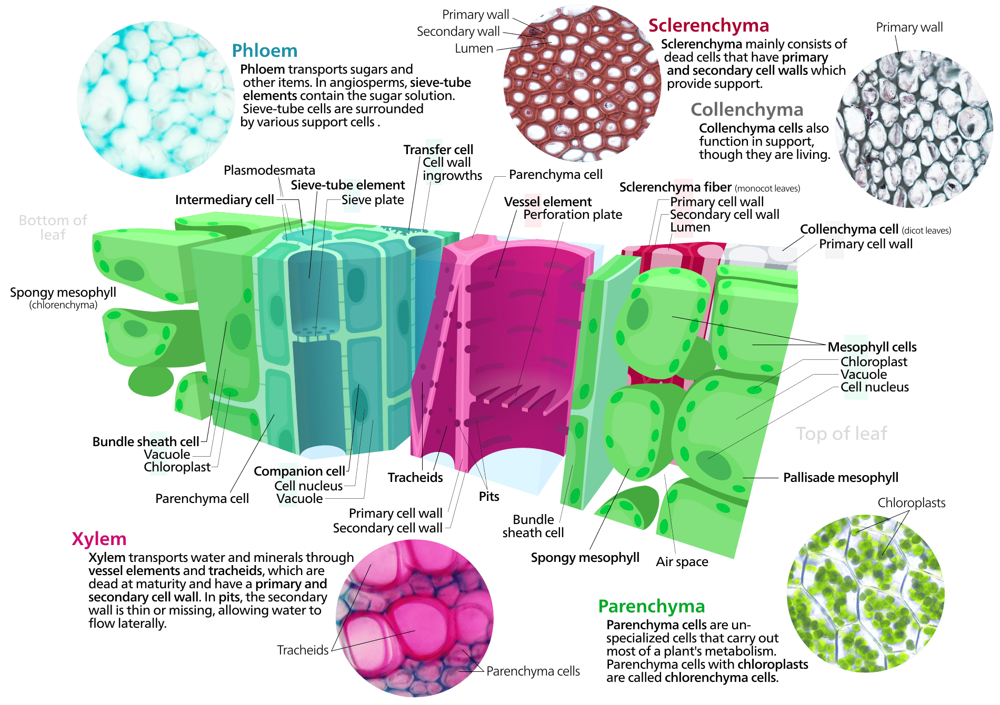 Phloem
Phloem transports sugars and
other items. In angiosperms, sieve-tube
elements contain the sugar solution.
Sieve-tube cells are surrounded
by various support cells .
Primary wall
Secondary wall
Lumen
Sclerenchyma
Sclerenchyma mainly consists of
dead cells that have primary
and secondary cell walls which
provide support.
Primary wall
Collenchyma
Collenchyma cells also
function in support,
though they are living.
Transfer cell
Cell wall
ingrowths
Plasmodesmata
Sieve-tube element
Intermediary cell
Sieve plate
Parenchyma cell
Vessel element
Perforation plate
Sclerenchyma fiber (monocot leaves)
Primary cell wall
Secondary cell wall
Lumen
Collenchyma cell (dicot leaves)
Primary cell wall
Bottom of
leaf
Spongy mesophyll
(chlorenchyma)
Mesophyll cells
Chloroplast
Vacuole
Cell nucleus
Top of leaf
Bundle sheath cell
Vacuole
Chloroplast
Companion cell
Cell nucleus
Vacuole
Parenchyma cell
Tracheids
Pits
Primary cell wall
Secondary cell wall
Bundle
sheath cell
Spongy mesophyll
Air space
Pallisade mesophyll
Chloroplasts
Xylem
Xylem transports water and minerals through
vessel elements and tracheids, which are
dead at maturity and have a primary and
secondary cell wall. In pits, the secondary
wall is thin or missing, allowing water to
flow laterally.
Tracheids
Parenchyma cells
Parenchyma
Parenchyma cells are un-
specialized cells that carry out
most of a plant's metabolism.
Parenchyma cells with chloroplasts
are called chlorenchyma cells.